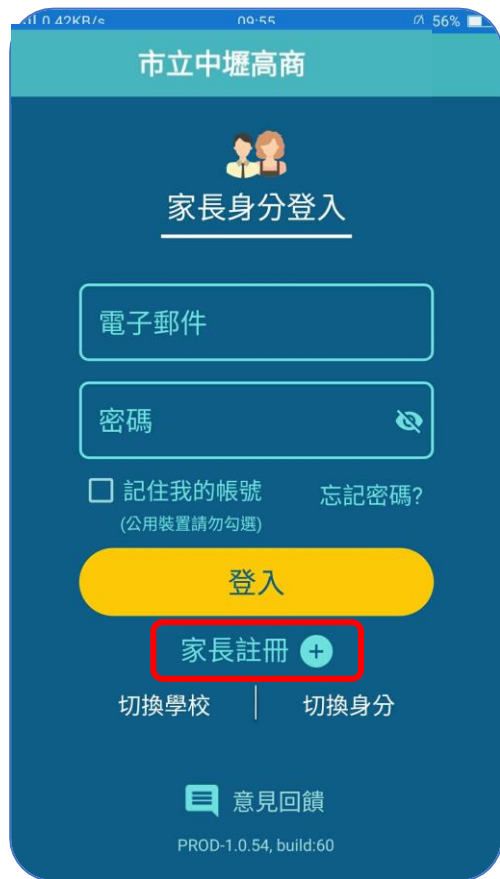 0.42KB/s 09:55 56%
市立中壢高商
家長身分登入
電子郵件
密碼
記住我的帳號 忘記密碼?
(公用裝置請勿勾選)
登入
家長註冊 +
切換學校 | 切換身分
意見回饋
PROD-1.0.54, build:60